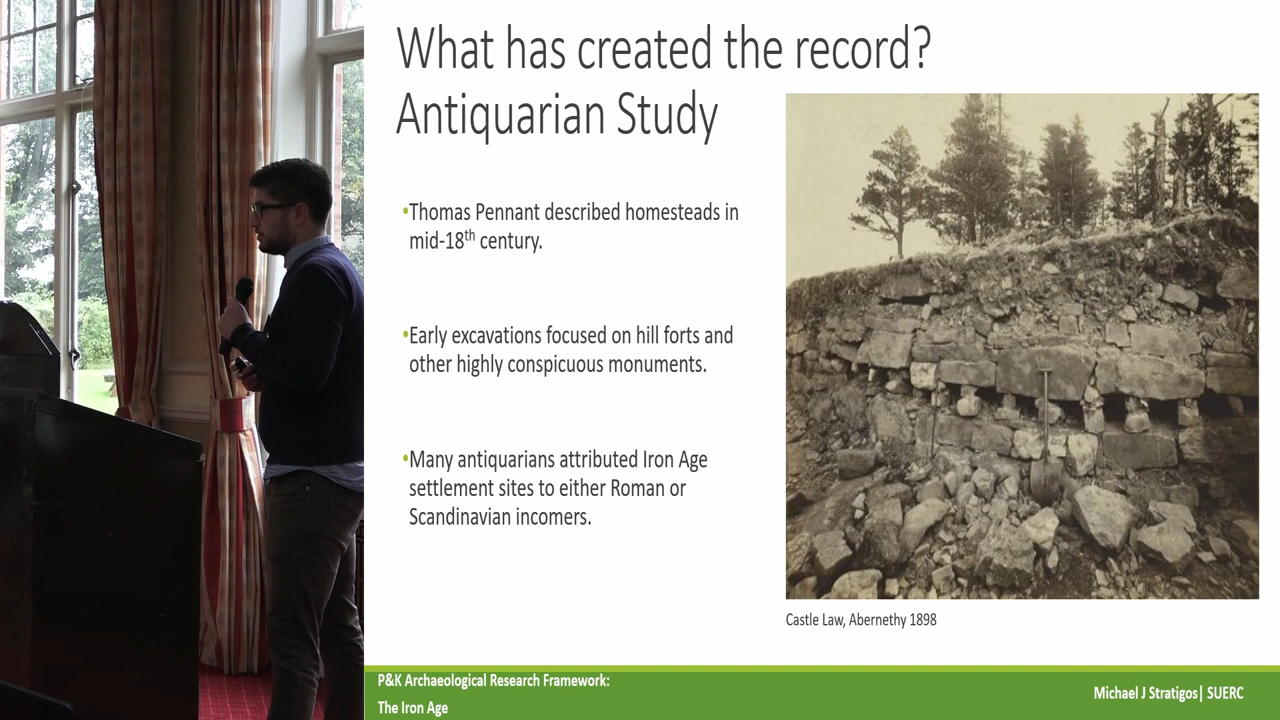 What has created the record?
Antiquarian Study
•Thomas Pennant described homesteads in
mid-18th century.
•Early excavations focused on hill forts and
other highly conspicuous monuments.
•Many antiquarians attributed Iron Age
settlement sites to either Roman or
Scandinavian incomers.
Castle Law, Abernethy 1898
P&K Archaeological Research Framework:
The Iron Age
Michael J Stratigos| SUERC